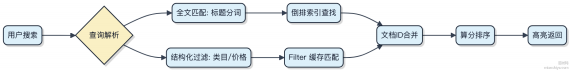 用户搜索
查询解析
全文匹配: 标题分词
倒排索引查找
结构化过滤: 类目/价格
Filter 缓存匹配
文档ID合并
算分排序
高亮返回